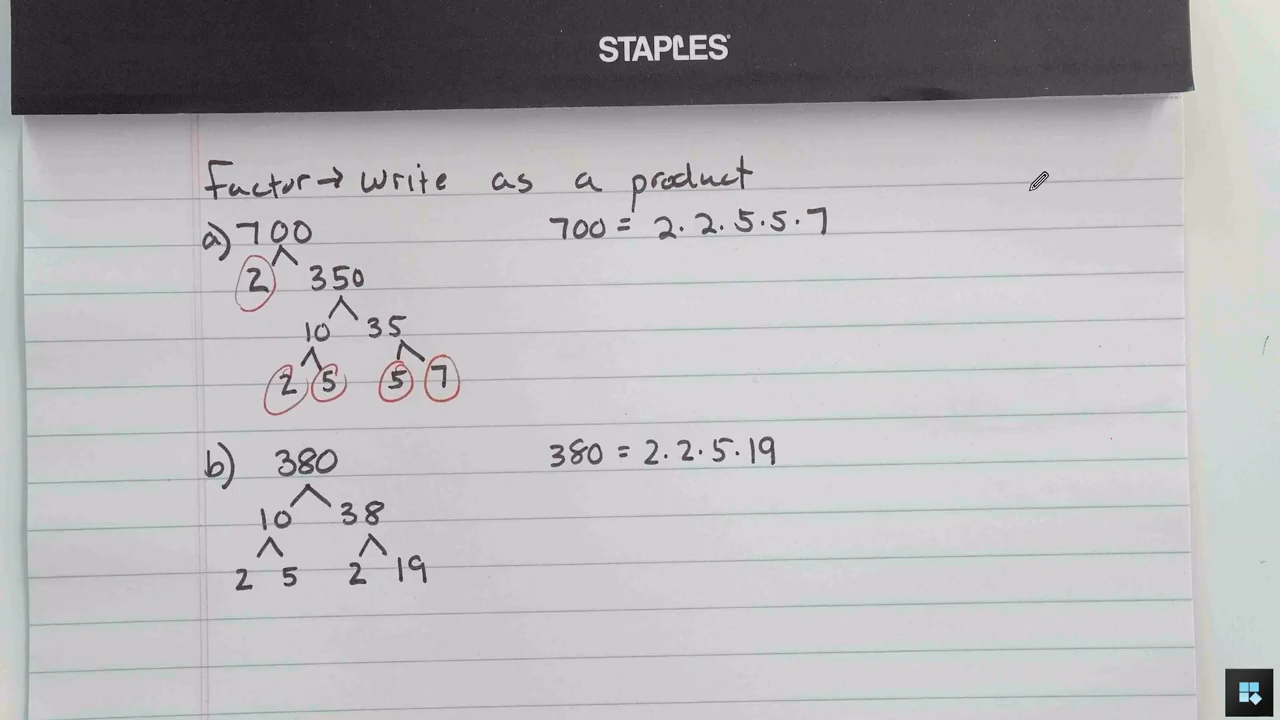 STAPLES
Factor → Write as a product
a) 700
700 = 2 · 2 · 5 · 5 · 7
2 350
10 35
2 5 5 7
b) 380
380 = 2 · 2 · 5 · 19
10 38
2 5 2 19